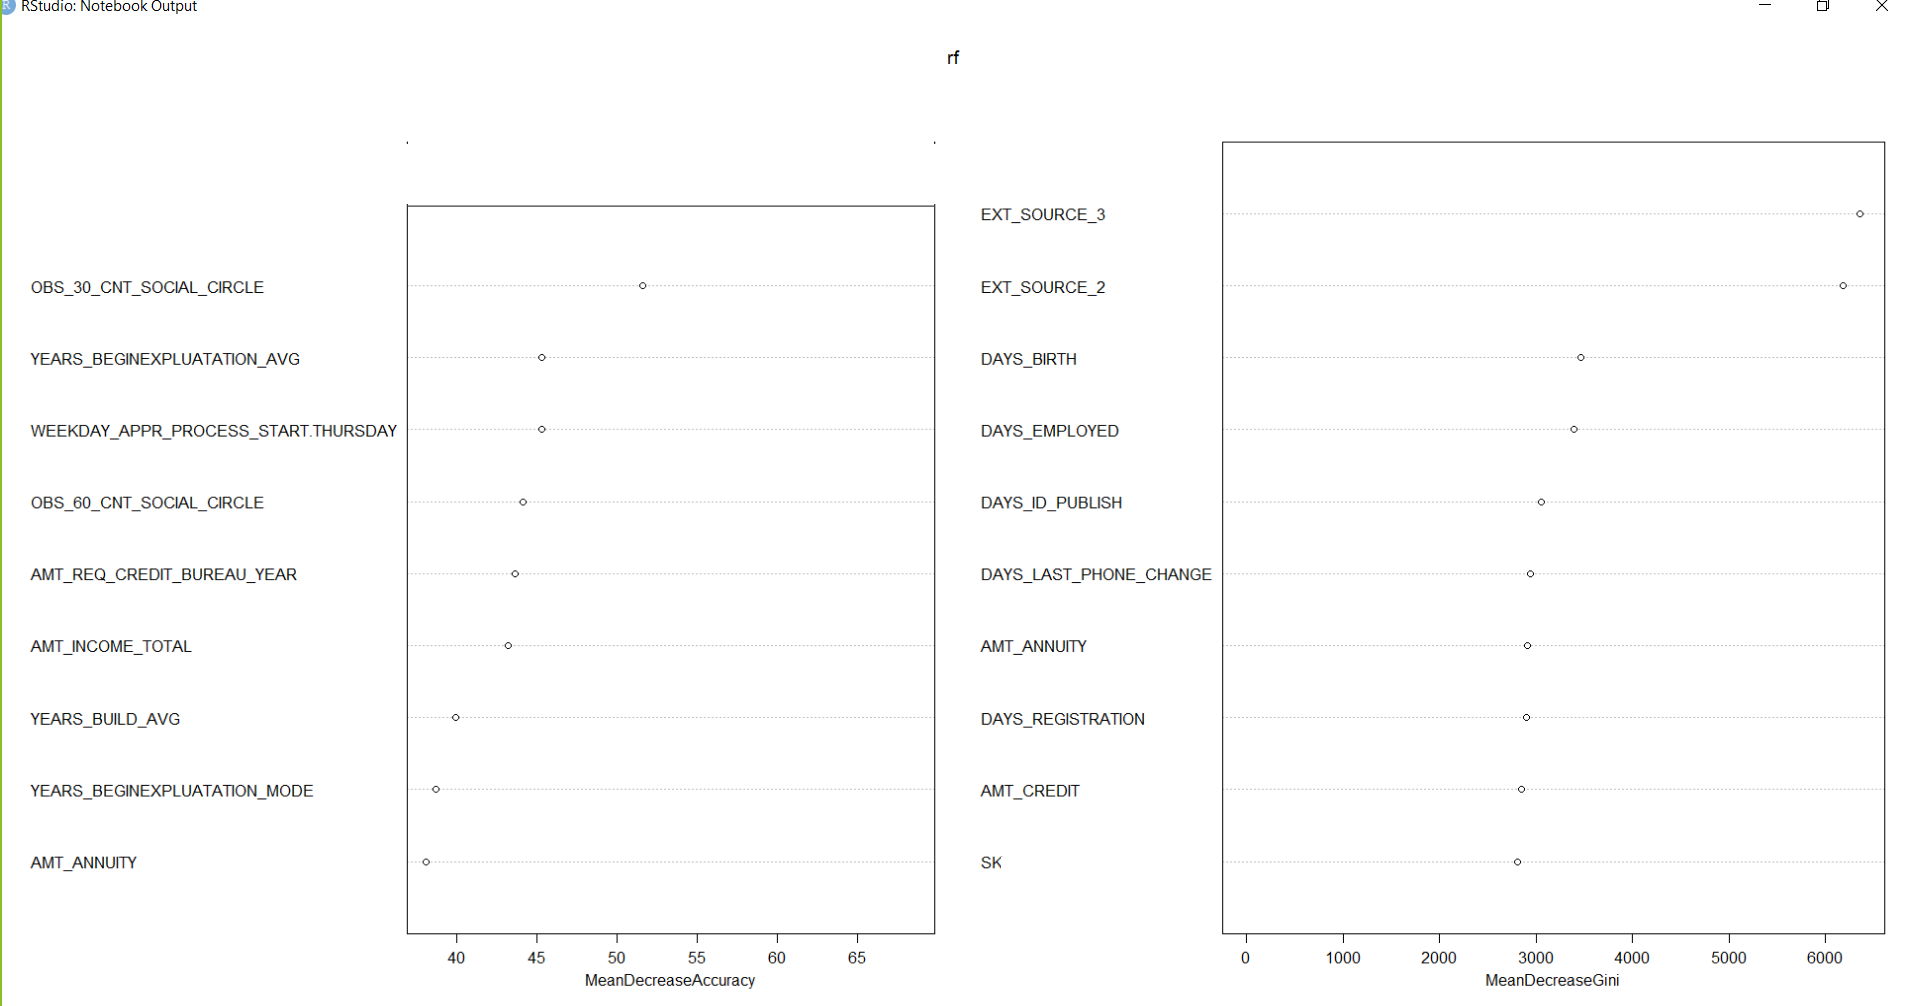 R RStudio: Notebook Output
rf
OBS_30_CNT_SOCIAL_CIRCLE
YEARS_BEGINEXPLUATATION_AVG
WEEKDAY_APPR_PROCESS_START.THURSDAY
OBS_60_CNT_SOCIAL_CIRCLE
AMT_REQ_CREDIT_BUREAU_YEAR
AMT_INCOME_TOTAL
YEARS_BUILD_AVG
YEARS_BEGINEXPLUATATION_MODE
AMT_ANNUITY
40 45 50 55 60 65
MeanDecreaseAccuracy
EXT_SOURCE_3
EXT_SOURCE_2
DAYS_BIRTH
DAYS_EMPLOYED
DAYS_ID_PUBLISH
DAYS_LAST_PHONE_CHANGE
AMT_ANNUITY
DAYS_REGISTRATION
AMT_CREDIT
SK
0 1000 2000 3000 4000 5000 6000
MeanDecreaseGini